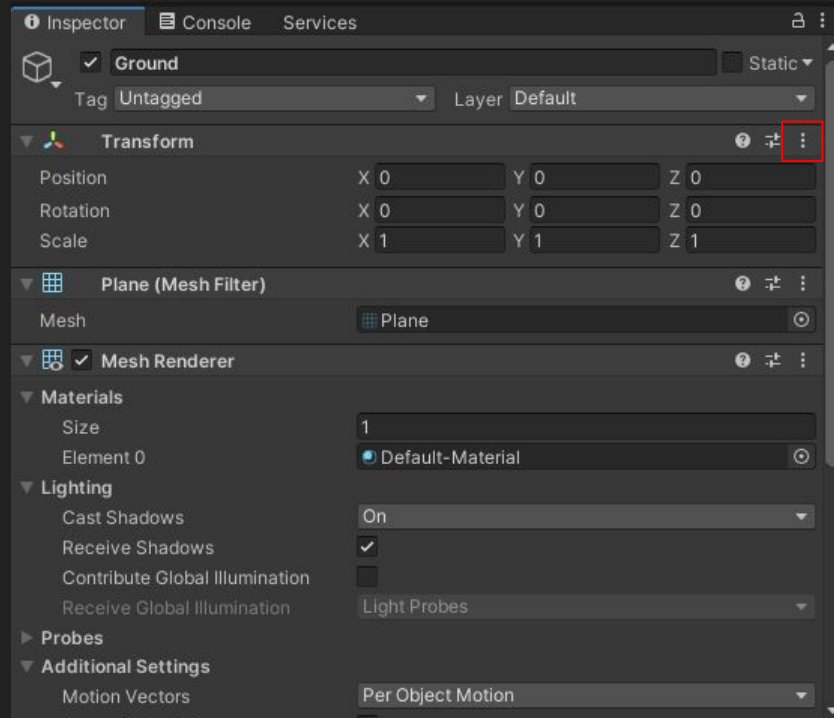 Inspector Console Services
Ground Static
Tag Untagged Layer Default
Transform
Position X 0 Y 0 Z 0
Rotation X 0 Y 0 Z 0
Scale X 1 Y 1 Z 1
Plane (Mesh Filter)
Mesh Plane
Mesh Renderer
Materials
Size 1
Element 0 Default-Material
Lighting
Cast Shadows On
Receive Shadows
Contribute Global Illumination
Receive Global Illumination Light Probes
Probes
Additional Settings
Motion Vectors Per Object Motion